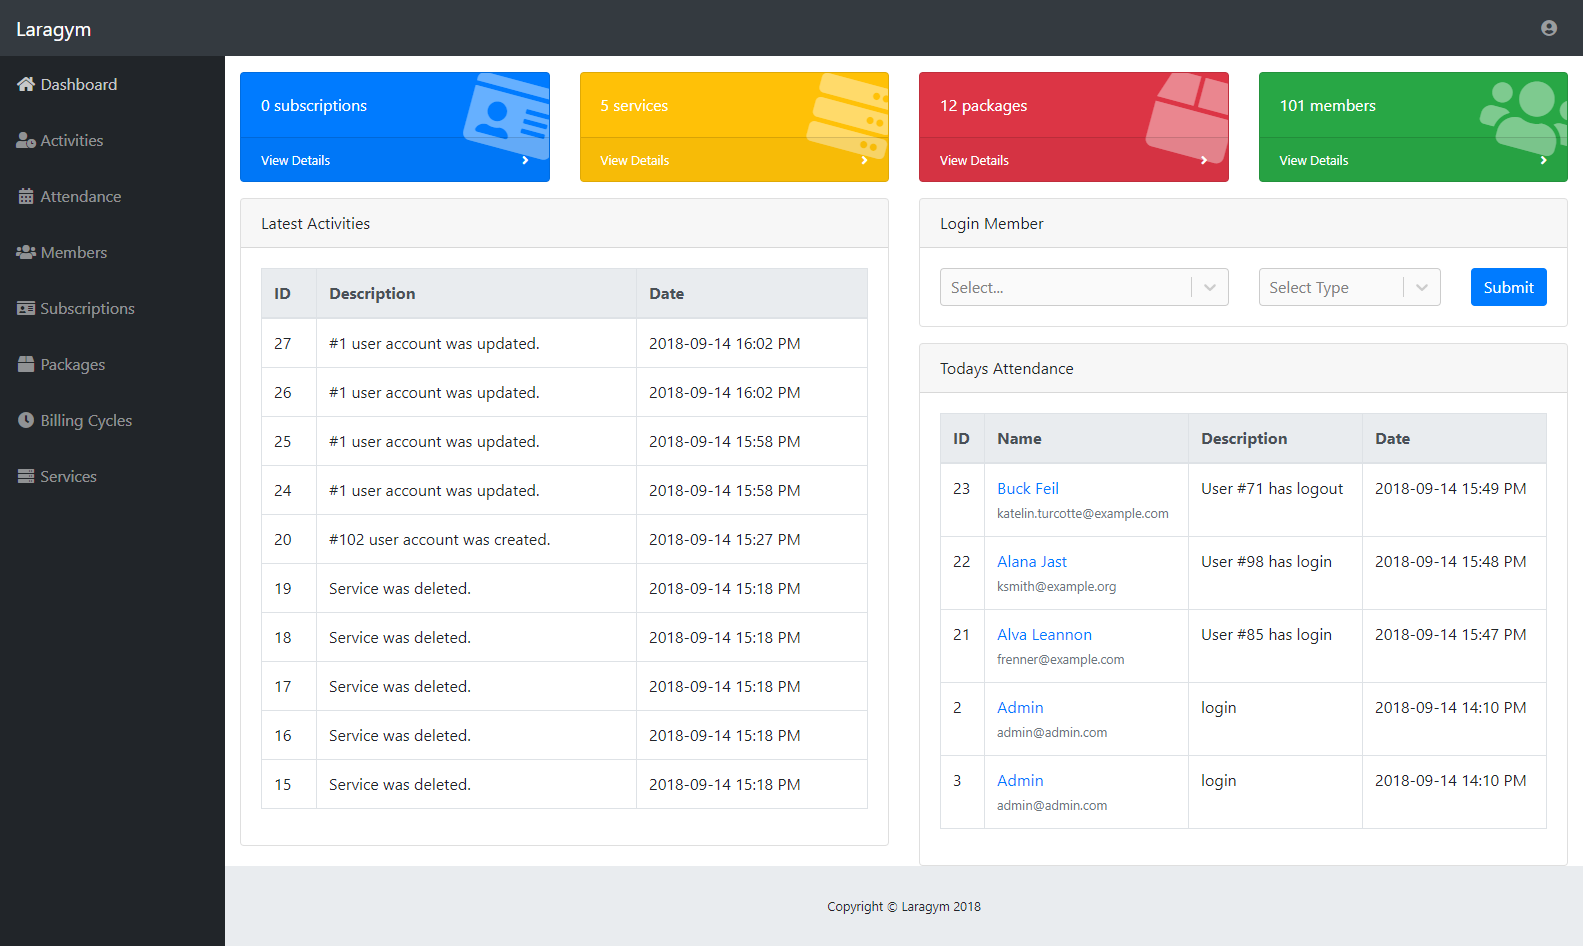 Laragym
Dashboard
Activities
Attendance
Members
Subscriptions
Packages
Billing Cycles
Services
0 subscriptions
View Details
5 services
View Details
12 packages
View Details
101 members
View Details
Latest Activities
ID Description Date
27 #1 user account was updated. 2018-09-14 16:02 PM
26 #1 user account was updated. 2018-09-14 16:02 PM
25 #1 user account was updated. 2018-09-14 15:58 PM
24 #1 user account was updated. 2018-09-14 15:58 PM
20 #102 user account was created. 2018-09-14 15:27 PM
19 Service was deleted. 2018-09-14 15:18 PM
18 Service was deleted. 2018-09-14 15:18 PM
17 Service was deleted. 2018-09-14 15:18 PM
16 Service was deleted. 2018-09-14 15:18 PM
15 Service was deleted. 2018-09-14 15:18 PM
Login Member
Select... Select Type Submit
Todays Attendance
ID Name Description Date
23 Buck Feil User #71 has logout 2018-09-14 15:49 PM
katelin.turcotte@example.com
22 Alana Jast User #98 has login 2018-09-14 15:48 PM
ksmith@example.org
21 Alva Leannon User #85 has login 2018-09-14 15:47 PM
frenner@example.com
2 Admin login 2018-09-14 14:10 PM
admin@admin.com
3 Admin login 2018-09-14 14:10 PM
admin@admin.com
Copyright © Laragym 2018